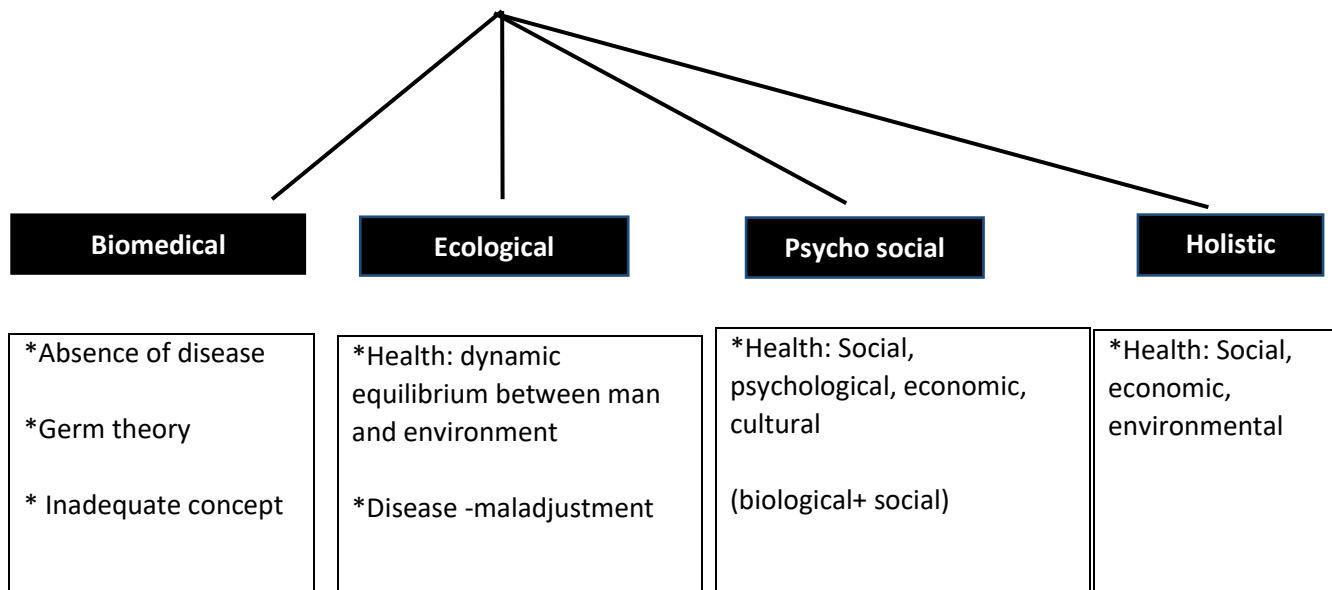 Biomedical
Ecological
Psycho social
Holistic
*Absence of disease
*Germ theory
* Inadequate concept
*Health: dynamic
equilibrium between man
and environment
*Disease -maladjustment
*Health: Social,
psychological, economic,
cultural
(biological+ social)
*Health: Social,
economic,
environmental